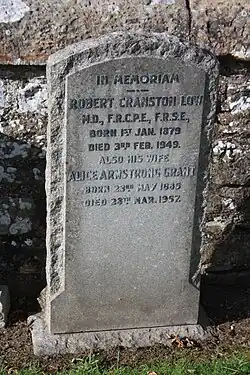 IN MEMORIAM
ROBERT CRANSTON LOW
M.D., F.R.C.P.E., F.R.S.E.,
BORN 1ST JAN. 1879
DIED 3RD FEB. 1949.
ALSO HIS WIFE
ALICE ARMSTRONG GRANT
BORN 23RD MAY 1885
DIED 28TH MAR. 1952